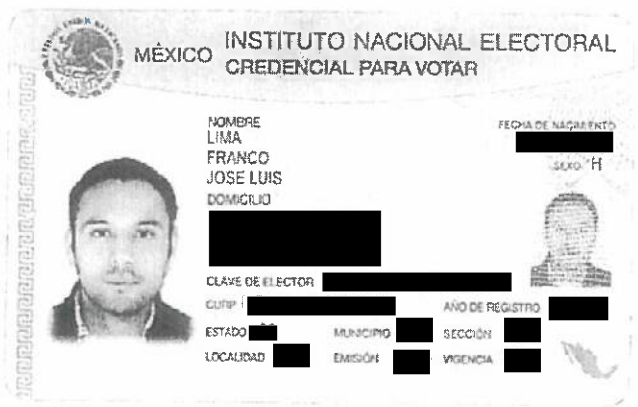 MÉXICO INSTITUTO NACIONAL ELECTORAL
CREDENCIAL PARA VOTAR
NOMBRE
LIMA
FRANCO
JOSE LUIS
FECHA DE NACIMIENTO
SEXO H
DOMICILIO
CLAVE DE ELECTOR
CURP
AÑO DE REGISTRO
ESTADO MUNICIPIO SECCIÓN
LOCALIDAD EMISIÓN VIGENCIA